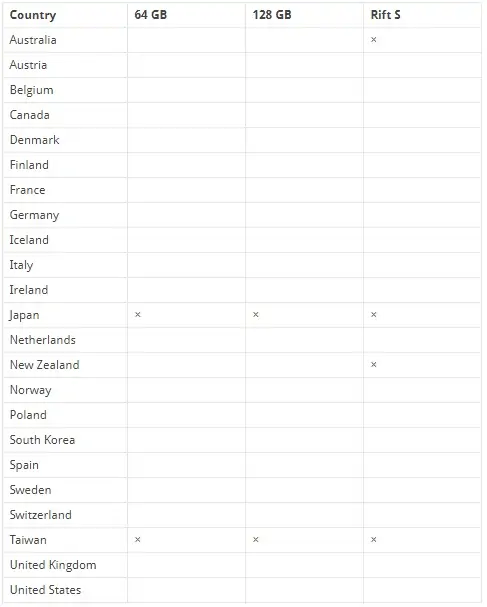 Country 64 GB 128 GB Rift S
Australia ×
Austria
Belgium
Canada
Denmark
Finland
France
Germany
Iceland
Italy
Ireland
Japan × × ×
Netherlands
New Zealand ×
Norway
Poland
South Korea
Spain
Sweden
Switzerland
Taiwan × × ×
United Kingdom
United States